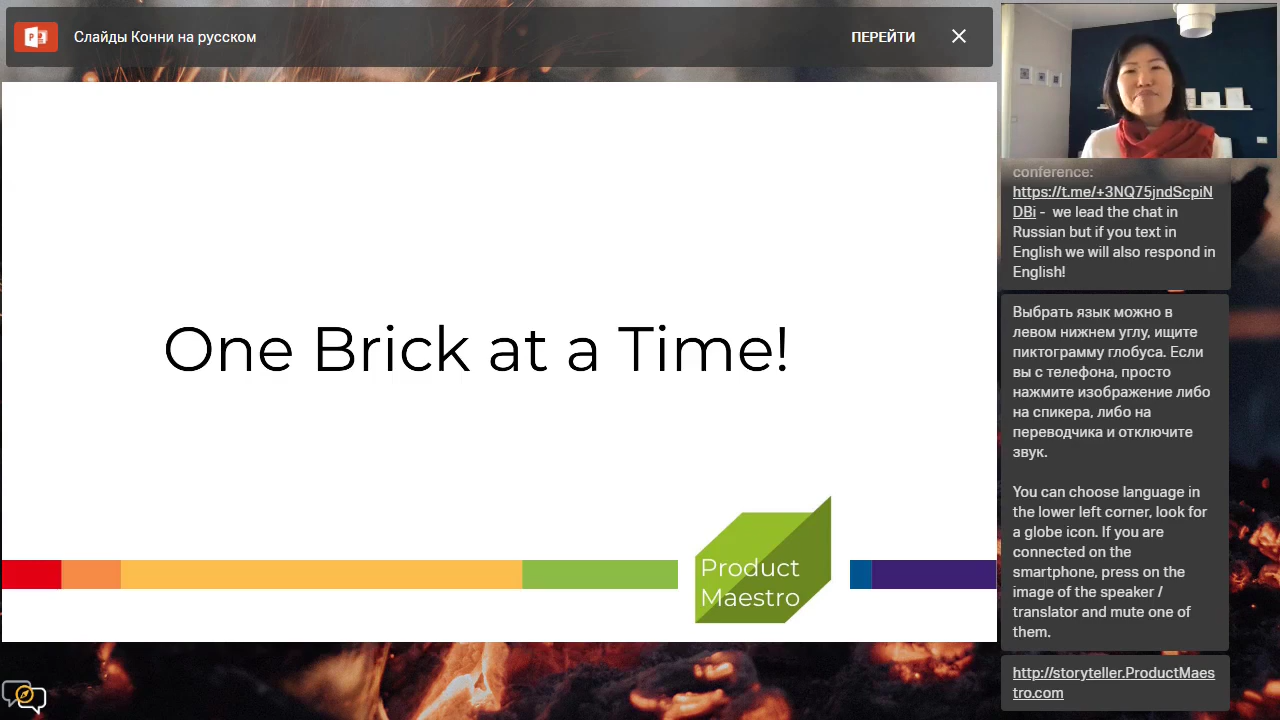 Слайды Конни на русском
ПЕРЕЙТИ
One Brick at a Time!
Product
Maestro
conference:
https://t.me/+3NQ75jndScpiN
DBi - we lead the chat in
Russian but if you text in
English we will also respond in
English!
Выбрать язык можно в
левом нижнем углу, ищите
пиктограмму глобуса. Если
вы с телефона, просто
нажмите изображение либо
на спикера, либо на
переводчика и отключите
звук.
You can choose language in
the lower left corner, look for
a globe icon. If you are
connected on the
smartphone, press on the
image of the speaker /
translator and mute one of
them.
http://storyteller.ProductMaes
tro.com